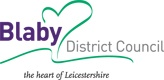 Blaby
District Council
the heart of Leicestershire